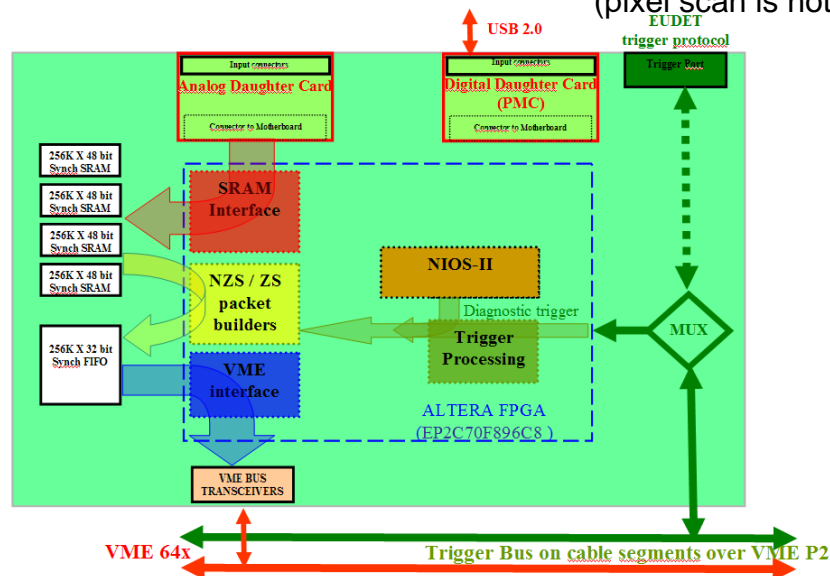 (pixel scan is not
USB 2.0
EUDET
trigger protocol
Input connectors
Analog Daughter Card
Connector to Motherboard
Input connectors
Digital Daughter Card
(PMC)
Connector to Motherboard
Trigger Port
256K X 48 bit
Synch SRAM
256K X 48 bit
Synch SRAM
256K X 48 bit
Synch SRAM
256K X 48 bit
Synch SRAM
256K X 32 bit
Synch FIFO
SRAM
Interface
NZS / ZS
packet
builders
VME
interface
NIOS-II
Diagnostic trigger
Trigger
Processing
MUX
ALTERA FPGA
(EP2C70F896C8 )
VME BUS
TRANSCEIVERS
VME 64x
Trigger Bus on cable segments over VME P2